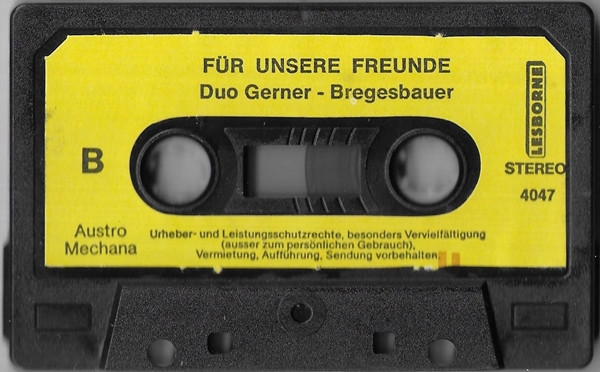 FÜR UNSERE FREUNDE
Duo Gerner - Bregesbauer
LESBORNE
B
STEREO
4047
Austro
Mechana
Urheber- und Leistungsschutzrechte, besonders Vervielfältigung
(ausser zum persönlichen Gebrauch),
Vermietung, Aufführung, Sendung vorbehalten